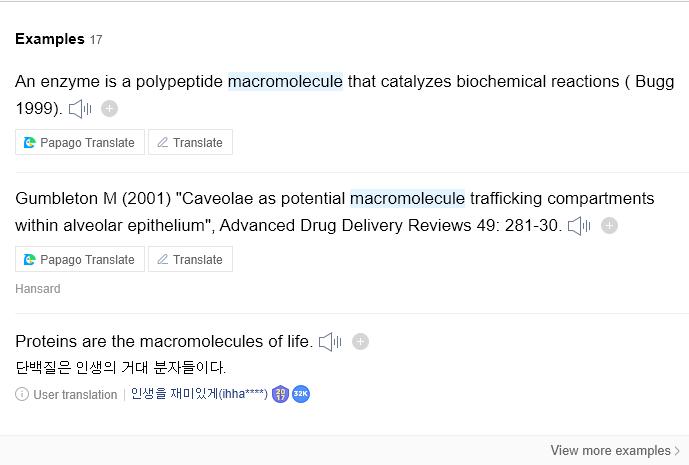 Examples 17
An enzyme is a polypeptide macromolecule that catalyzes biochemical reactions ( Bugg
1999).
Papago Translate Translate
Gumbleton M (2001) "Caveolae as potential macromolecule trafficking compartments
within alveolar epithelium", Advanced Drug Delivery Reviews 49: 281-30.
Papago Translate Translate
Hansard
Proteins are the macromolecules of life.
단백질은 인생의 거대 분자들이다.
User translation 인생을 재미있게(ihha****) 2017 32K
View more examples